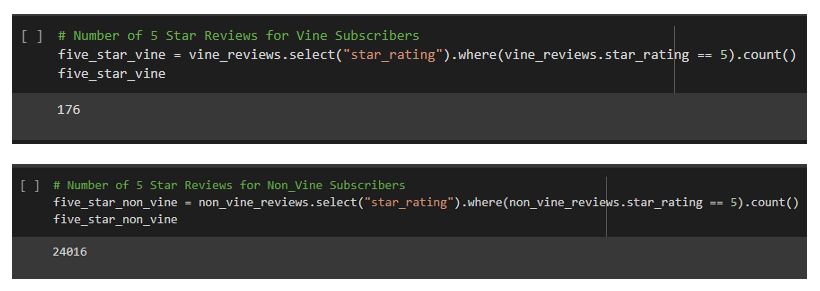 [ ] # Number of 5 Star Reviews for Vine Subscribers
five_star_vine = vine_reviews.select("star_rating").where(vine_reviews.star_rating == 5).count()
five_star_vine
176
[ ] # Number of 5 Star Reviews for Non_Vine Subscribers
five_star_non_vine = non_vine_reviews.select("star_rating").where(non_vine_reviews.star_rating == 5).count()
five_star_non_vine
24016